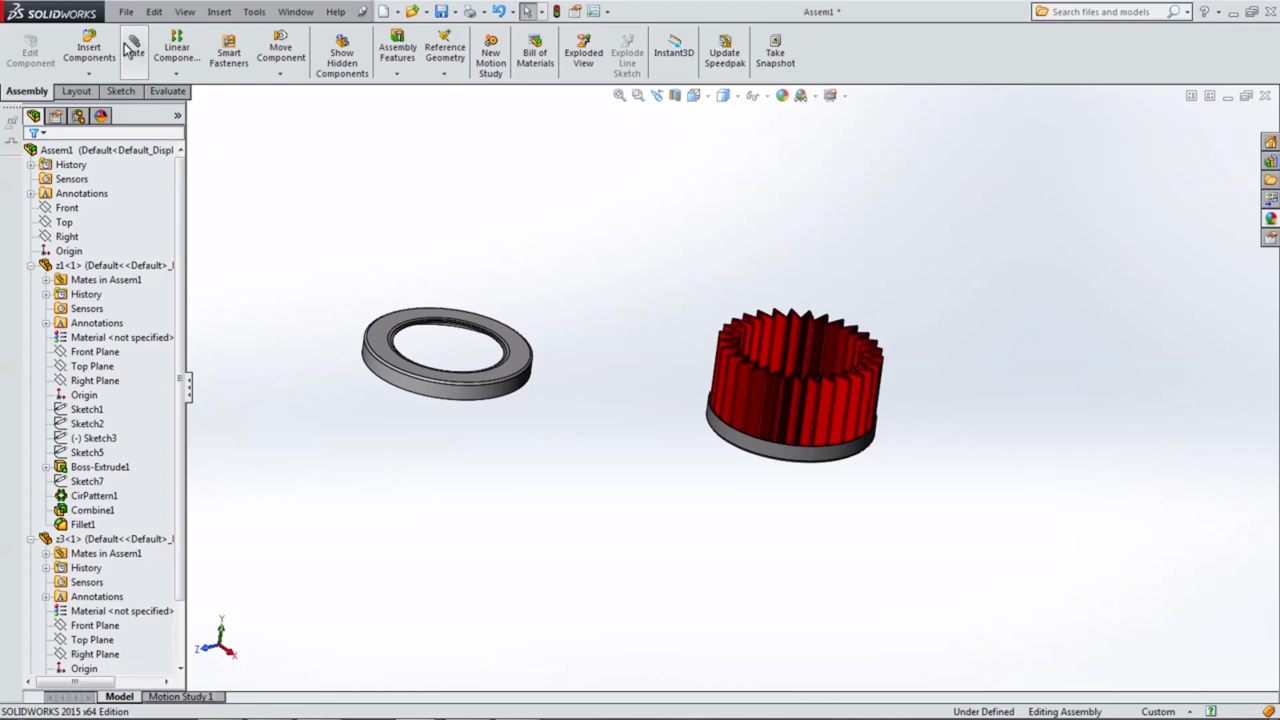 SOLIDWORKS File Edit View Insert Tools Window Help Assem1 * Search files and models
Edit Component
Insert Components
Linear Compone...
Smart Fasteners
Move Component
Show Hidden Components
Assembly Features
Reference Geometry
New Motion Study
Bill of Materials
Exploded View
Explode Line Sketch
Instant3D
Update Speedpak
Take Snapshot
Assembly Layout Sketch Evaluate
Assem1 (Default<Default_Displ
History
Sensors
Annotations
Front
Top
Right
Origin
z1<1> (Default<<Default>_
Mates in Assem1
History
Sensors
Annotations
Material <not specified>
Front Plane
Top Plane
Right Plane
Origin
Sketch1
Sketch2
(-) Sketch3
Sketch5
Boss-Extrude1
Sketch7
CirPattern1
Combine1
Fillet1
z3<1> (Default<<Default>_
Mates in Assem1
History
Sensors
Annotations
Material <not specified>
Front Plane
Top Plane
Right Plane
Origin
Y
Z
X
Model Motion Study 1
SOLIDWORKS 2015 x64 Edition Under Defined Editing Assembly Custom